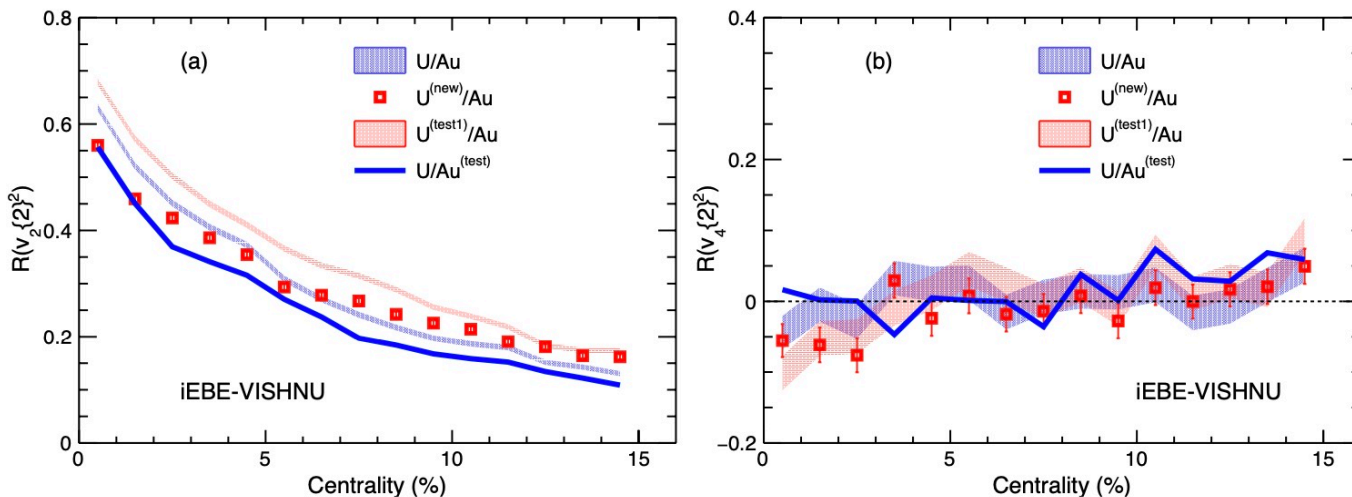 0.8
0.6
0.4
0.2
0
R(v₂{2}²)
(a)
U/Au
U⁽ⁿᵉʷ⁾/Au
U⁽ᵗᵉˢᵗ¹⁾/Au
U/Au⁽ᵗᵉˢᵗ⁾
iEBE-VISHNU
0 5 10 15
Centrality (%)
0.4
0.2
0
−0.2
R(v₄{2}²)
(b)
U/Au
U⁽ⁿᵉʷ⁾/Au
U⁽ᵗᵉˢᵗ¹⁾/Au
U/Au⁽ᵗᵉˢᵗ⁾
iEBE-VISHNU
0 5 10 15
Centrality (%)